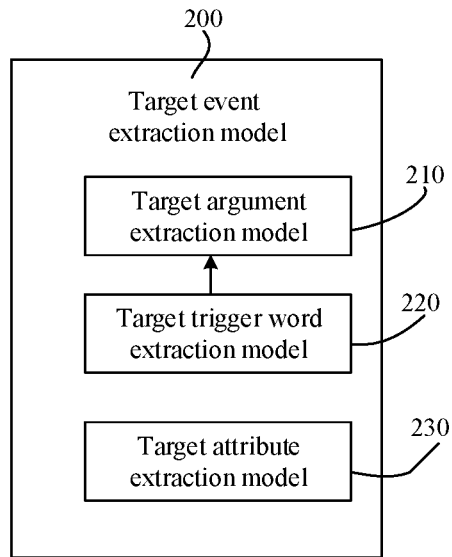 200
Target event
extraction model
210
Target argument
extraction model
220
Target trigger word
extraction model
230
Target attribute
extraction model